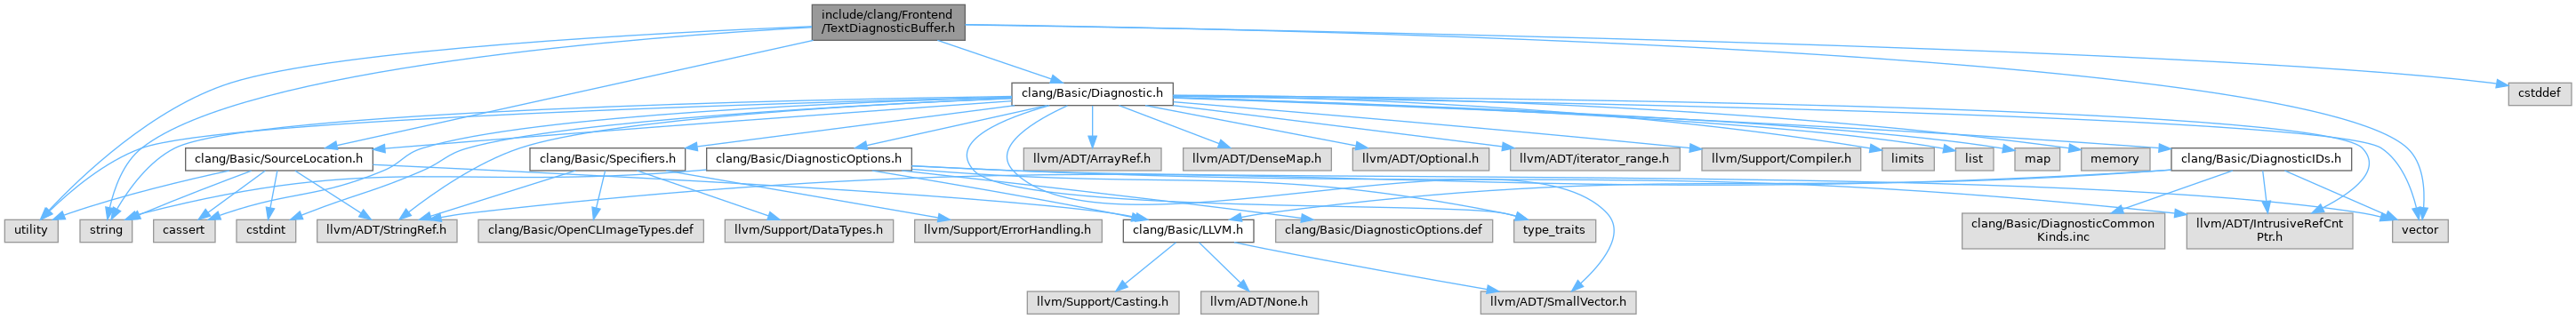 include/clang/Frontend
/TextDiagnosticBuffer.h
clang/Basic/Diagnostic.h
cstddef
clang/Basic/SourceLocation.h
clang/Basic/Specifiers.h
clang/Basic/DiagnosticOptions.h
llvm/ADT/ArrayRef.h
llvm/ADT/DenseMap.h
llvm/ADT/Optional.h
llvm/ADT/iterator_range.h
llvm/Support/Compiler.h
limits
list
map
memory
clang/Basic/DiagnosticIDs.h
utility
string
cassert
cstdint
llvm/ADT/StringRef.h
clang/Basic/OpenCLImageTypes.def
llvm/Support/DataTypes.h
llvm/Support/ErrorHandling.h
clang/Basic/LLVM.h
clang/Basic/DiagnosticOptions.def
type_traits
clang/Basic/DiagnosticCommon
Kinds.inc
llvm/ADT/IntrusiveRefCnt
Ptr.h
vector
llvm/Support/Casting.h
llvm/ADT/None.h
llvm/ADT/SmallVector.h